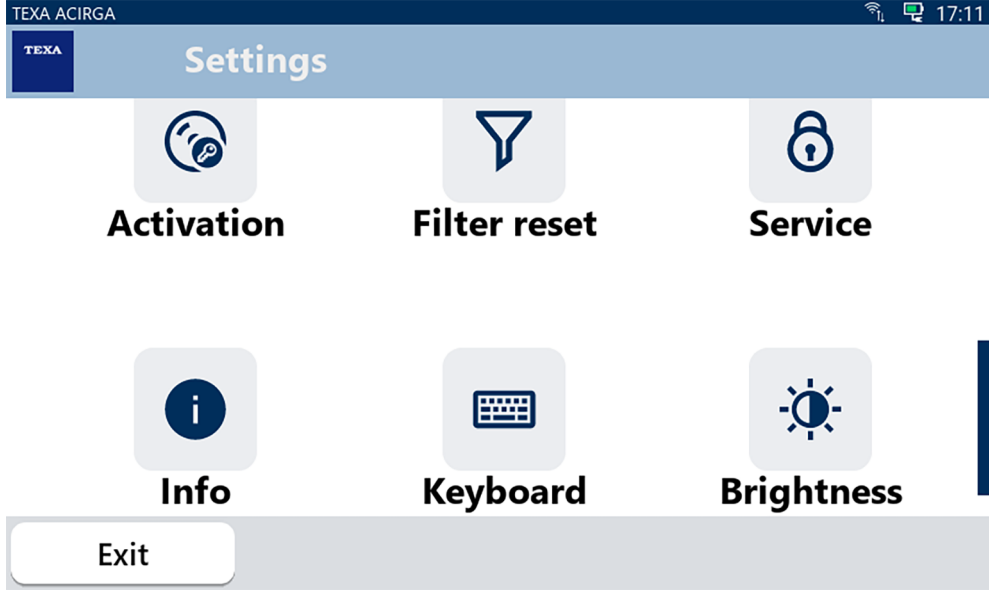 TEXA ACIRGA 17:11
TEXA Settings
Activation Filter reset Service
Info Keyboard Brightness
Exit